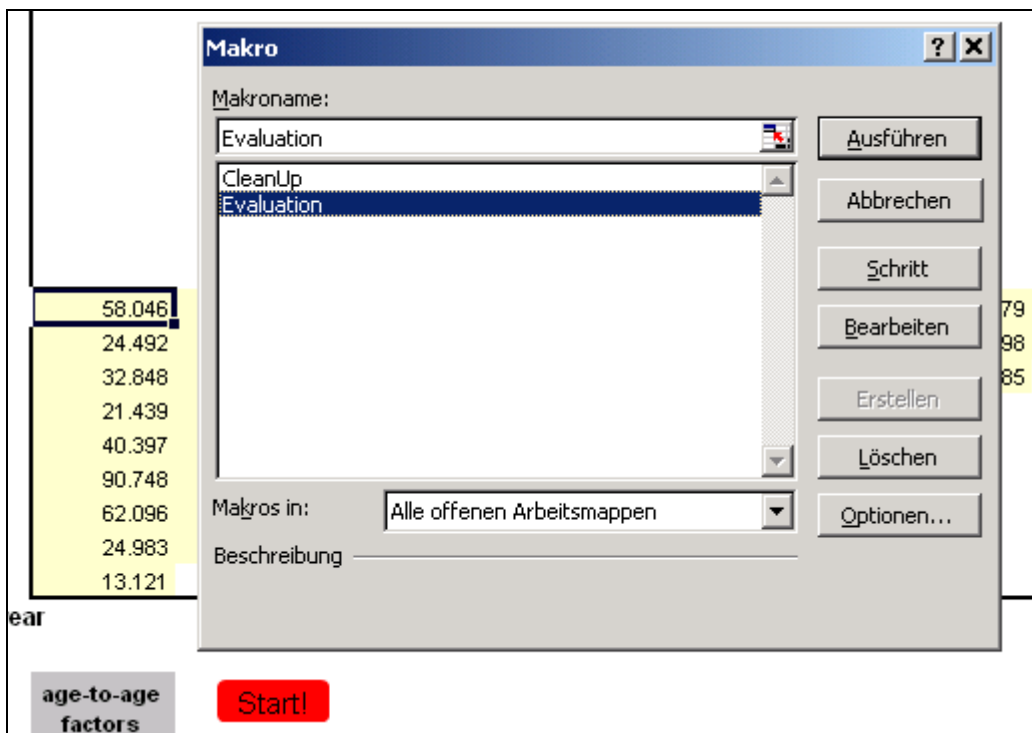 Makro
Makroname:
Evaluation
CleanUp
Evaluation
Ausführen
Abbrechen
Schritt
Bearbeiten
Erstellen
Löschen
Optionen...
Makros in:
Alle offenen Arbeitsmappen
Beschreibung
58.046
79
24.492
98
32.848
85
21.439
40.397
90.748
62.096
24.983
13.121
ear
age-to-age
factors
Start!